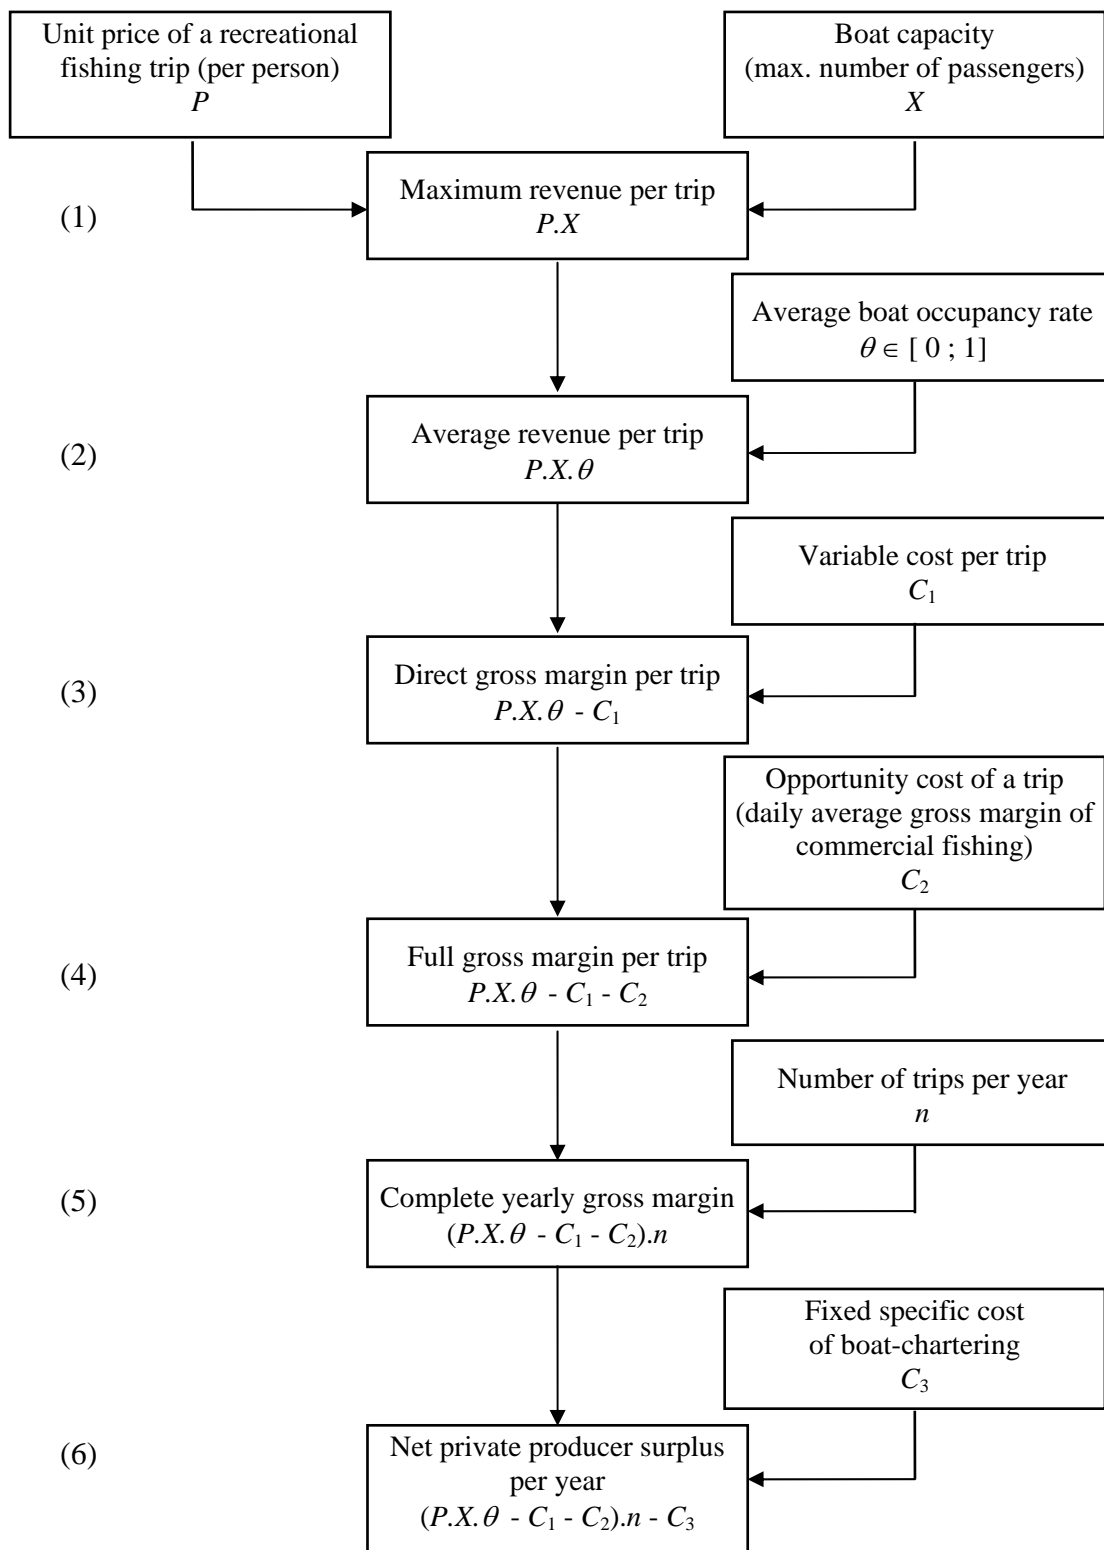 Unit price of a recreational
fishing trip (per person)
P
Boat capacity
(max. number of passengers)
X
(1)
Maximum revenue per trip
P.X
Average boat occupancy rate
θ ∈ [ 0 ; 1]
(2)
Average revenue per trip
P.X.θ
Variable cost per trip
C₁
(3)
Direct gross margin per trip
P.X.θ - C₁
Opportunity cost of a trip
(daily average gross margin of
commercial fishing)
C₂
(4)
Full gross margin per trip
P.X.θ - C₁ - C₂
Number of trips per year
n
(5)
Complete yearly gross margin
(P.X.θ - C₁ - C₂).n
Fixed specific cost
of boat-chartering
C₃
(6)
Net private producer surplus
per year
(P.X.θ - C₁ - C₂).n - C₃